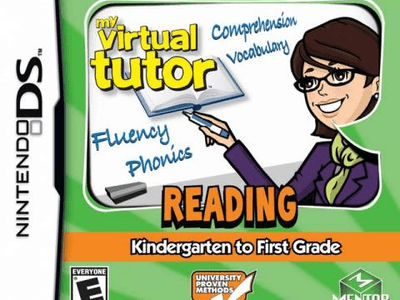 NINTENDO DS
my
virtual
tutor
Comprehension
Vocabulary
Fluency
Phonics
READING
Kindergarten to First Grade
EVERYONE
E
UNIVERSITY
PROVEN
METHODS
MENTOR